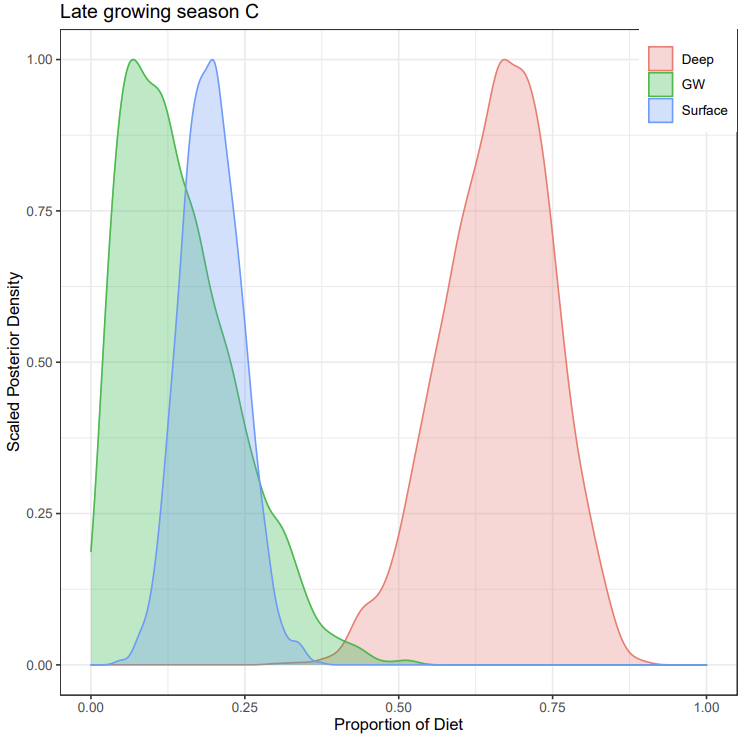 Late growing season C
Deep
GW
Surface
Scaled Posterior Density
1.00
0.75
0.50
0.25
0.00
0.00 0.25 0.50 0.75 1.00
Proportion of Diet